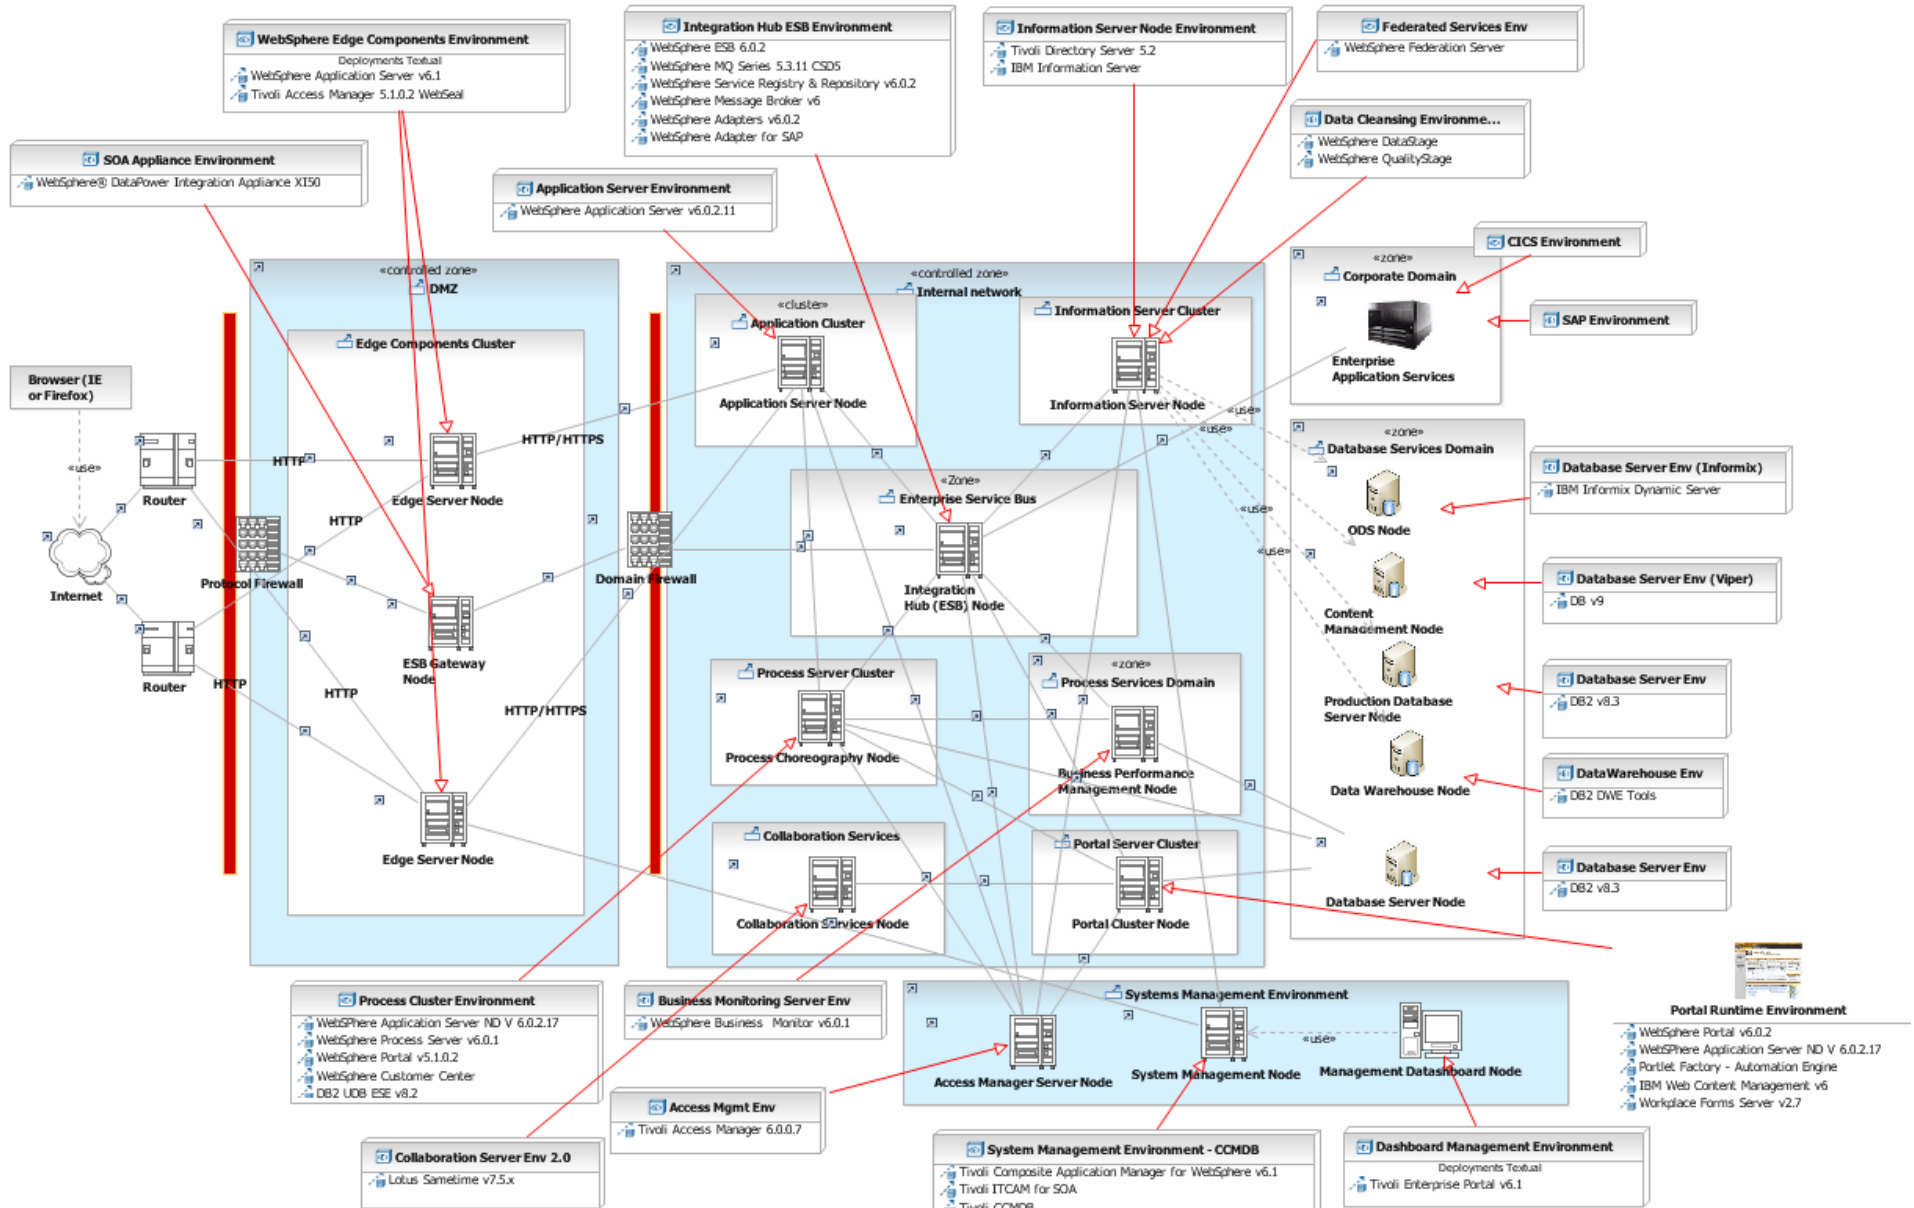 WebSphere Edge Components Environment
Deployments Textual
WebSphere Application Server v6.1
Tivoli Access Manager 5.1.0.2 WebSeal
Integration Hub ESB Environment
WebSphere ESB 6.0.2
WebSphere MQ Series 5.3.11 CSD5
WebSphere Service Registry & Repository v6.0.2
WebSphere Message Broker v6
WebSphere Adapters v6.0.2
WebSphere Adapter for SAP
Information Server Node Environment
Tivoli Directory Server 5.2
IBM Information Server
Federated Services Env
WebSphere Federation Server
Data Cleansing Environme...
WebSphere DataStage
WebSphere QualityStage
SOA Appliance Environment
WebSphere® DataPower Integration Appliance XI50
Application Server Environment
WebSphere Application Server v6.0.2.11
CICS Environment
SAP Environment
«controlled zone»
DMZ
Edge Components Cluster
«controlled zone»
Internal network
«cluster»
Application Cluster
Application Server Node
Information Server Cluster
Information Server Node
«zone»
Corporate Domain
Enterprise
Application Services
Browser (IE
or Firefox)
«use»
Internet
Router
Router
HTTP
HTTP
HTTP
HTTP
HTTP/HTTPS
HTTP/HTTPS
Protocol Firewall
Domain Firewall
Edge Server Node
ESB Gateway
Node
Edge Server Node
«Zone»
Enterprise Service Bus
Integration
Hub (ESB) Node
«use»
«use»
«use»
«use»
«zone»
Database Services Domain
ODS Node
Content
Management Node
Production Database
Server Node
Data Warehouse Node
Database Server Node
Database Server Env (Informix)
IBM Informix Dynamic Server
Database Server Env (Viper)
DB v9
Database Server Env
DB2 v8.3
DataWarehouse Env
DB2 DWE Tools
Database Server Env
DB2 v8.3
Process Server Cluster
Process Choreography Node
«zone»
Process Services Domain
Business Performance
Management Node
Collaboration Services
Collaboration Services Node
Portal Server Cluster
Portal Cluster Node
Process Cluster Environment
WebSPhere Application Server ND V 6.0.2.17
WebSphere Process Server v6.0.1
WebSphere Portal v5.1.0.2
WebSphere Customer Center
DB2 UDB ESE v8.2
Business Monitoring Server Env
WebSphere Business Monitor v6.0.1
Systems Management Environment
Access Manager Server Node
System Management Node
«use»
Management Datashboard Node
Portal Runtime Environment
WebSphere Portal v6.0.2
WebSPhere Application Server ND V 6.0.2.17
Portlet Factory - Automation Engine
IBM Web Content Management v6
Workplace Forms Server v2.7
Access Mgmt Env
Tivoli Access Manager 6.0.0.7
Collaboration Server Env 2.0
Lotus Sametime v7.5.x
System Management Environment - CCMDB
Tivoli Composite Application Manager for WebSphere v6.1
Tivoli ITCAM for SOA
Tivoli CCMDB
Dashboard Management Environment
Deployments Textual
Tivoli Enterprise Portal v6.1